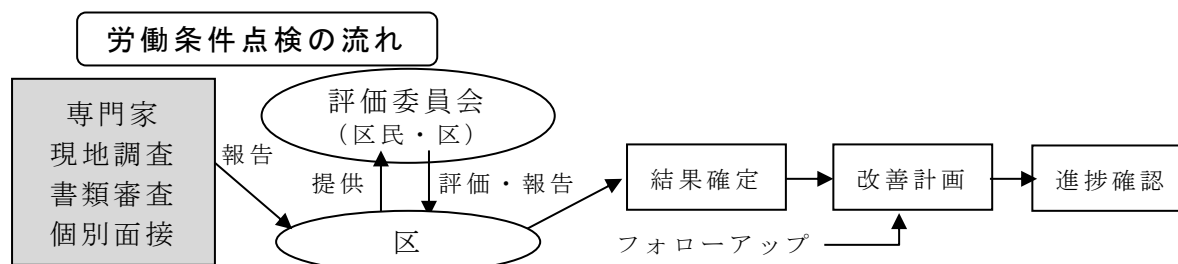 労働条件点検の流れ
専門家
現地調査
書類審査
個別面接
報告
評価委員会
（区民・区）
提供
評価・報告
区
結果確定
改善計画
進捗確認
フォローアップ